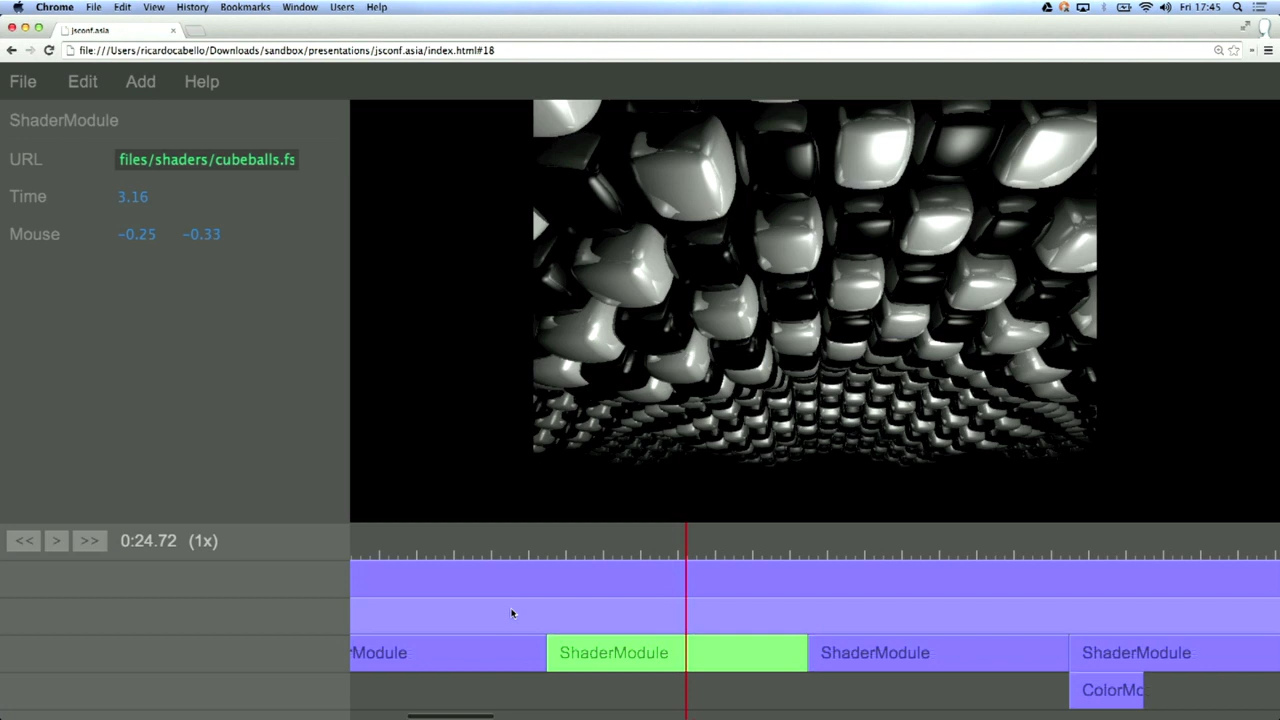 Chrome File Edit View History Bookmarks Window Users Help Fri 17:45
jsconf.asia
file:///Users/ricardocabello/Downloads/sandbox/presentations/jsconf.asia/index.html#18
File Edit Add Help
ShaderModule
URL files/shaders/cubeballs.fs
Time 3.16
Mouse -0.25 -0.33
<< > >> 0:24.72 (1x)
rModule ShaderModule ShaderModule ShaderModule
ColorMo